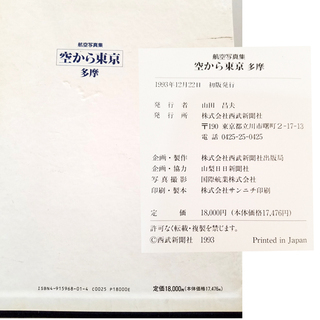 航空写真集
空から東京
多摩
ISBN4-915968-01-4 C0025 P18000E
定価18,000円(本体価格17,476円)
航空写真集
空から東京 多摩
1993年12月22日 初版発行
発行者 山田昌夫
発行所 株式会社西武新聞社
〒190 東京都立川市曙町2-17-13
電話 0425-25-0425
企画・製作 株式会社西武新聞社出版局
企画・協力 山梨日日新聞社
写真撮影 国際航業株式会社
印刷・製本 株式会社サンニチ印刷
定価 18,000円(本体価格17,476円)
許可なく転載・複製を禁じます。
©西武新聞社 1993 Printed in Japan